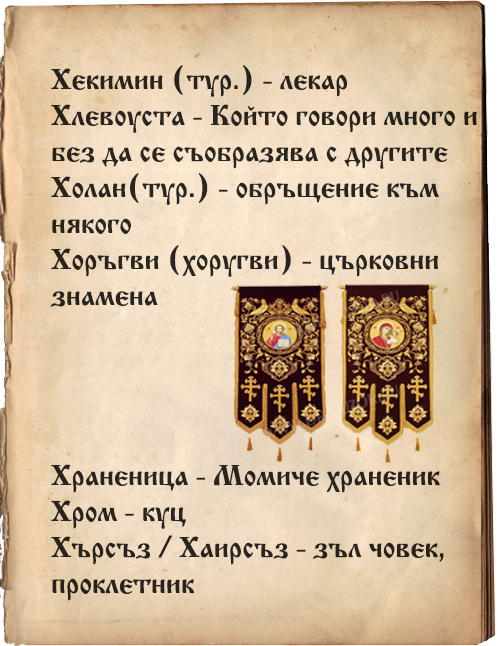 Хекимин (тур.) - лекар
Хлевоуста - Който говори много и
без да се съобразява с другите
Холан(тур.) - обръщение към
някого
Хоръгви (хоругви) - църковни
знамена
Храненица - Момиче храненик
Хром - куц
Хърсъз / Хаирсъз - зъл човек,
проклетник